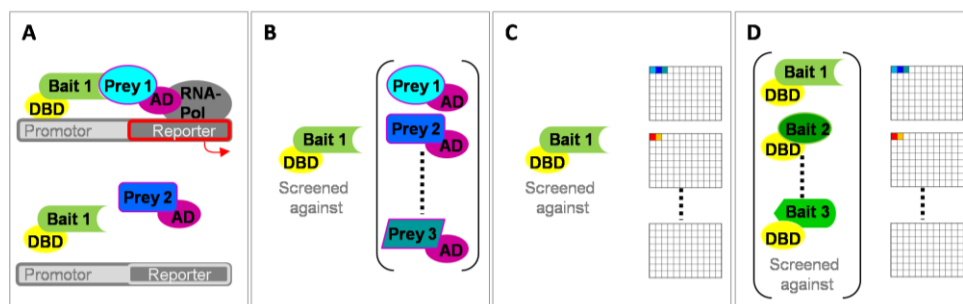 A
Bait 1
Prey 1
DBD
AD
RNA-
Pol
Promotor
Reporter
Bait 1
Prey 2
DBD
AD
Promotor
Reporter
B
Bait 1
DBD
Screened
against
Prey 1
AD
Prey 2
AD
Prey 3
AD
C
Bait 1
DBD
Screened
against
D
Bait 1
DBD
Bait 2
DBD
Bait 3
DBD
Screened
against